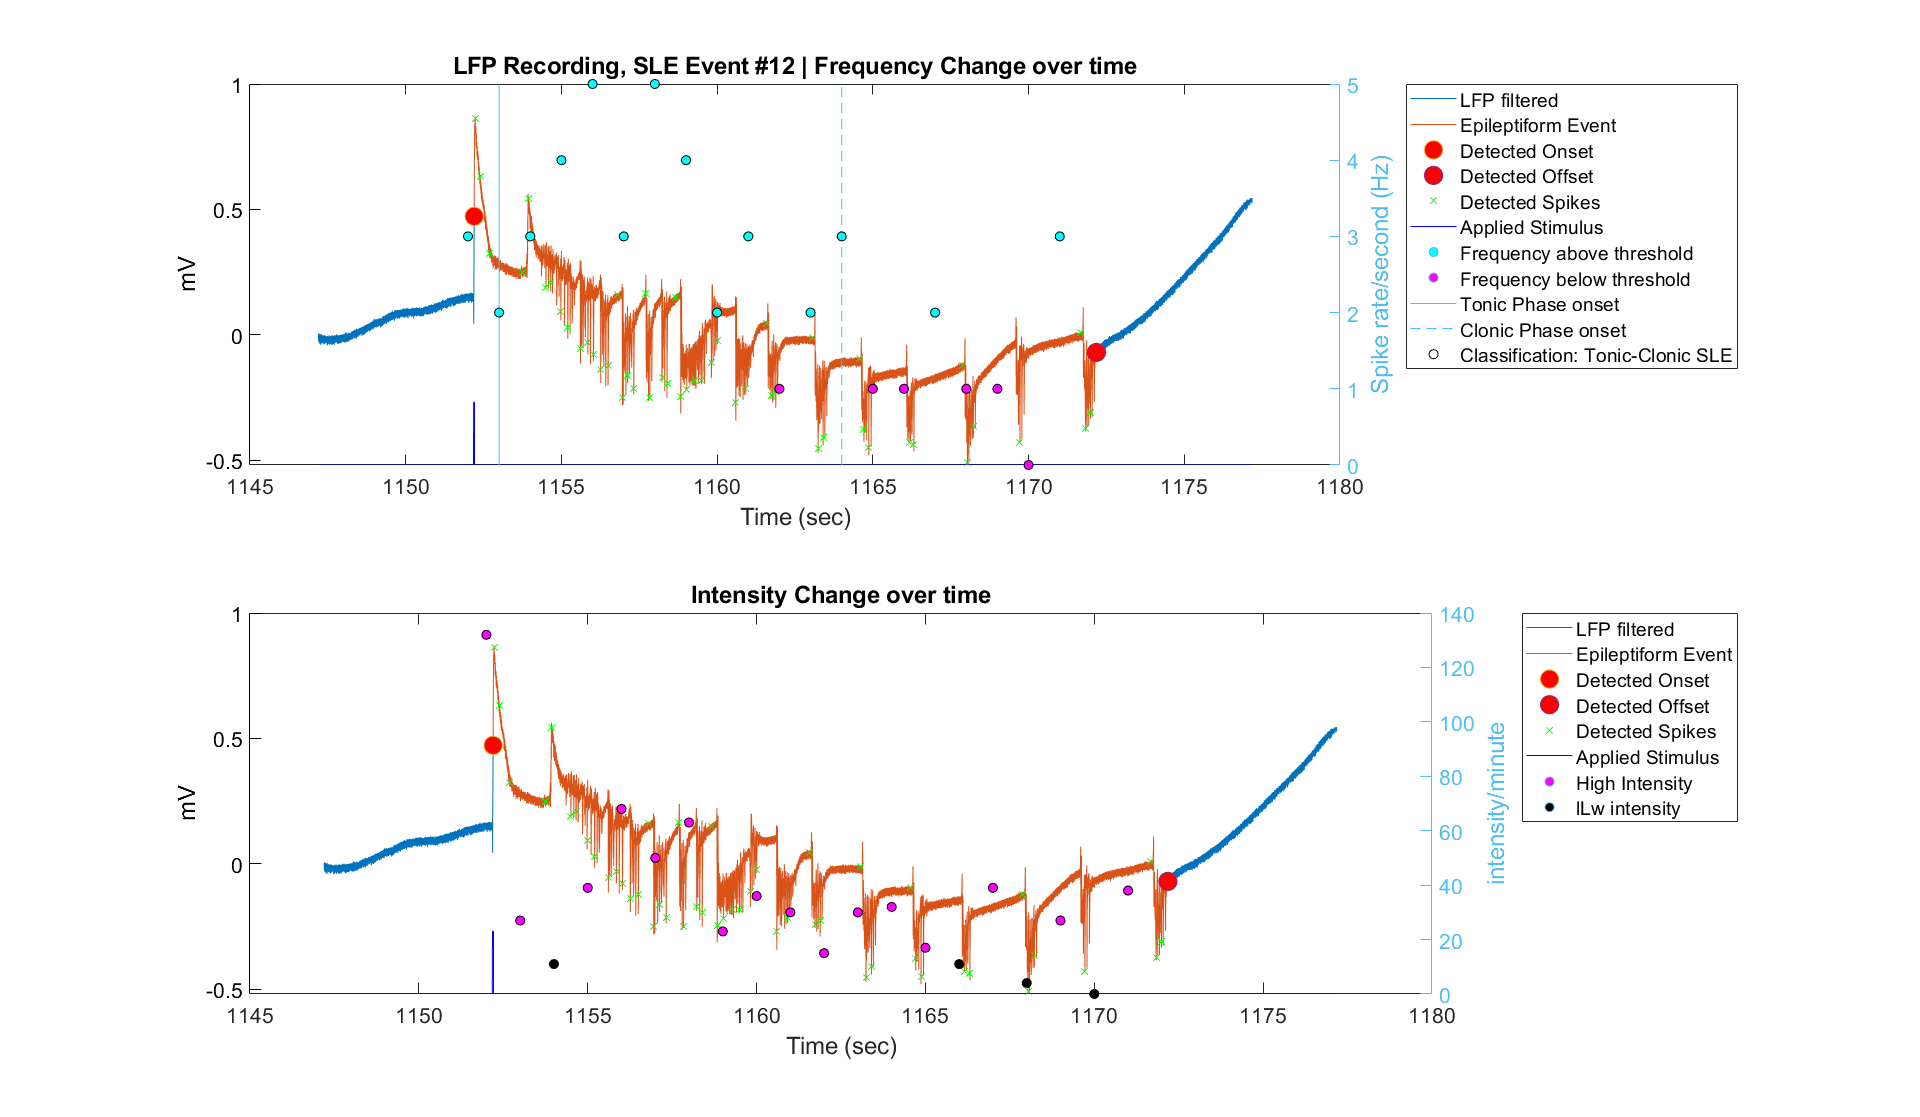 LFP Recording, SLE Event #12 | Frequency Change over time
1
0.5
0
-0.5
mV
1145 1150 1155 1160 1165 1170 1175 1180
Time (sec)
5
4
3
2
1
0
Spike rate/second (Hz)
LFP filtered
Epileptiform Event
Detected Onset
Detected Offset
Detected Spikes
Applied Stimulus
Frequency above threshold
Frequency below threshold
Tonic Phase onset
Clonic Phase onset
Classification: Tonic-Clonic SLE
Intensity Change over time
1
0.5
0
-0.5
mV
1145 1150 1155 1160 1165 1170 1175 1180
Time (sec)
140
120
100
80
60
40
20
0
intensity/minute
LFP filtered
Epileptiform Event
Detected Onset
Detected Offset
Detected Spikes
Applied Stimulus
High Intensity
lLw intensity